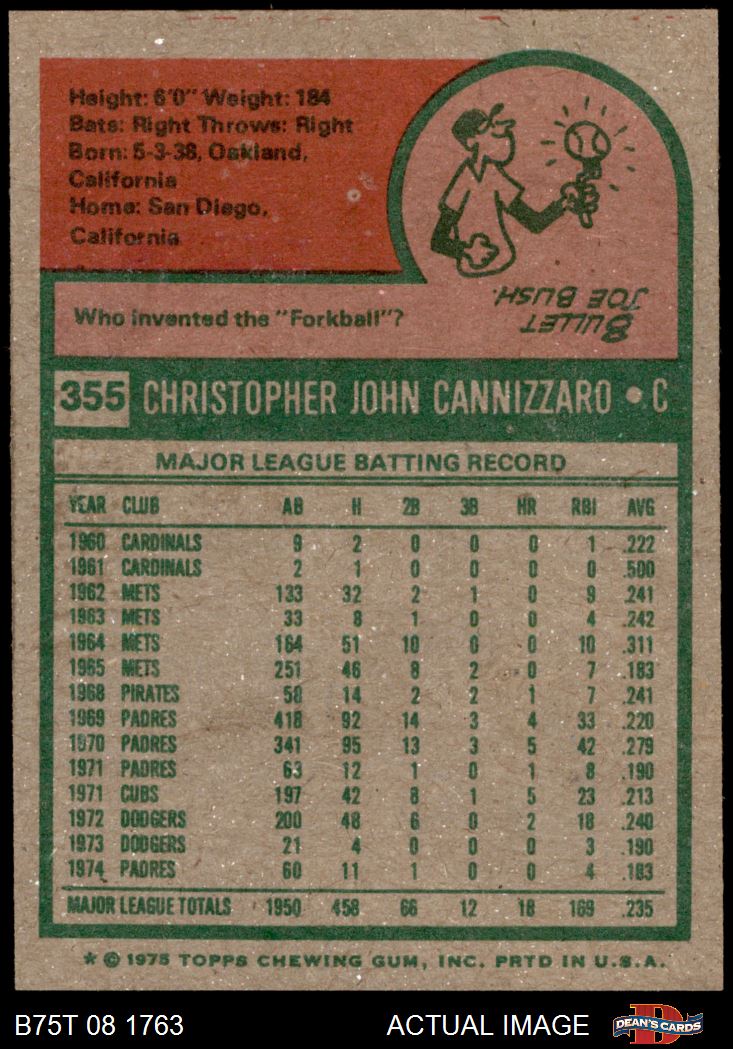 Height: 6'0" Weight: 184
Bats: Right Throws: Right
Born: 5-3-38, Oakland,
California
Home: San Diego,
California
Who invented the "Forkball"?
BULLET
JOE BUSH.
355 CHRISTOPHER JOHN CANNIZZARO • C
MAJOR LEAGUE BATTING RECORD
YEAR CLUB AB H 2B 3B HR RBI AVG
1960 CARDINALS 9 2 0 0 0 1 .222
1961 CARDINALS 2 1 0 0 0 0 .500
1962 METS 133 32 2 1 0 9 .241
1963 METS 33 8 1 0 0 4 .242
1964 METS 164 51 10 0 0 10 .311
1965 METS 251 46 8 2 0 7 .183
1968 PIRATES 58 14 2 2 1 7 .241
1969 PADRES 418 92 14 3 4 33 .220
1970 PADRES 341 95 13 3 5 42 .279
1971 PADRES 63 12 1 0 1 8 .190
1971 CUBS 197 42 8 1 5 23 .213
1972 DODGERS 200 48 6 0 2 18 .240
1973 DODGERS 21 4 0 0 0 3 .190
1974 PADRES 60 11 1 0 0 4 .183
MAJOR LEAGUE TOTALS 1950 458 66 12 18 169 .235
* © 1975 TOPPS CHEWING GUM, INC. PRTD IN U.S.A.
B75T 08 1763 ACTUAL IMAGE D DEAN'S CARDS